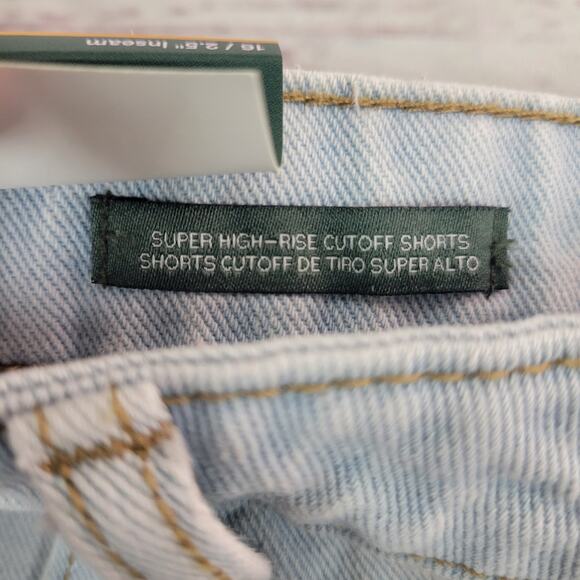 16 / 2.5" Inseam
SUPER HIGH-RISE CUTOFF SHORTS
SHORTS CUTOFF DE TIRO SUPER ALTO